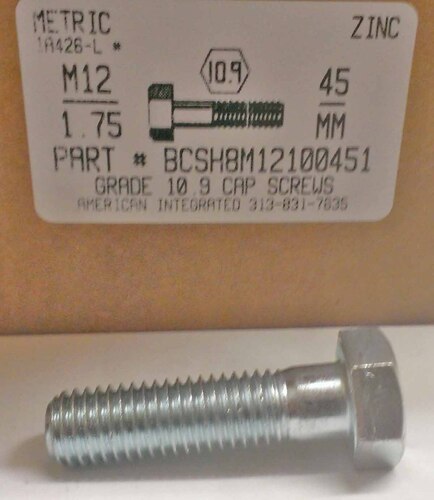 METRIC ZINC
1A426-L *
M12 10.9 45
1.75 MM
PART * BCSH8M12100451
GRADE 10.9 CAP SCREWS
AMERICAN INTEGRATED 313-831-7635